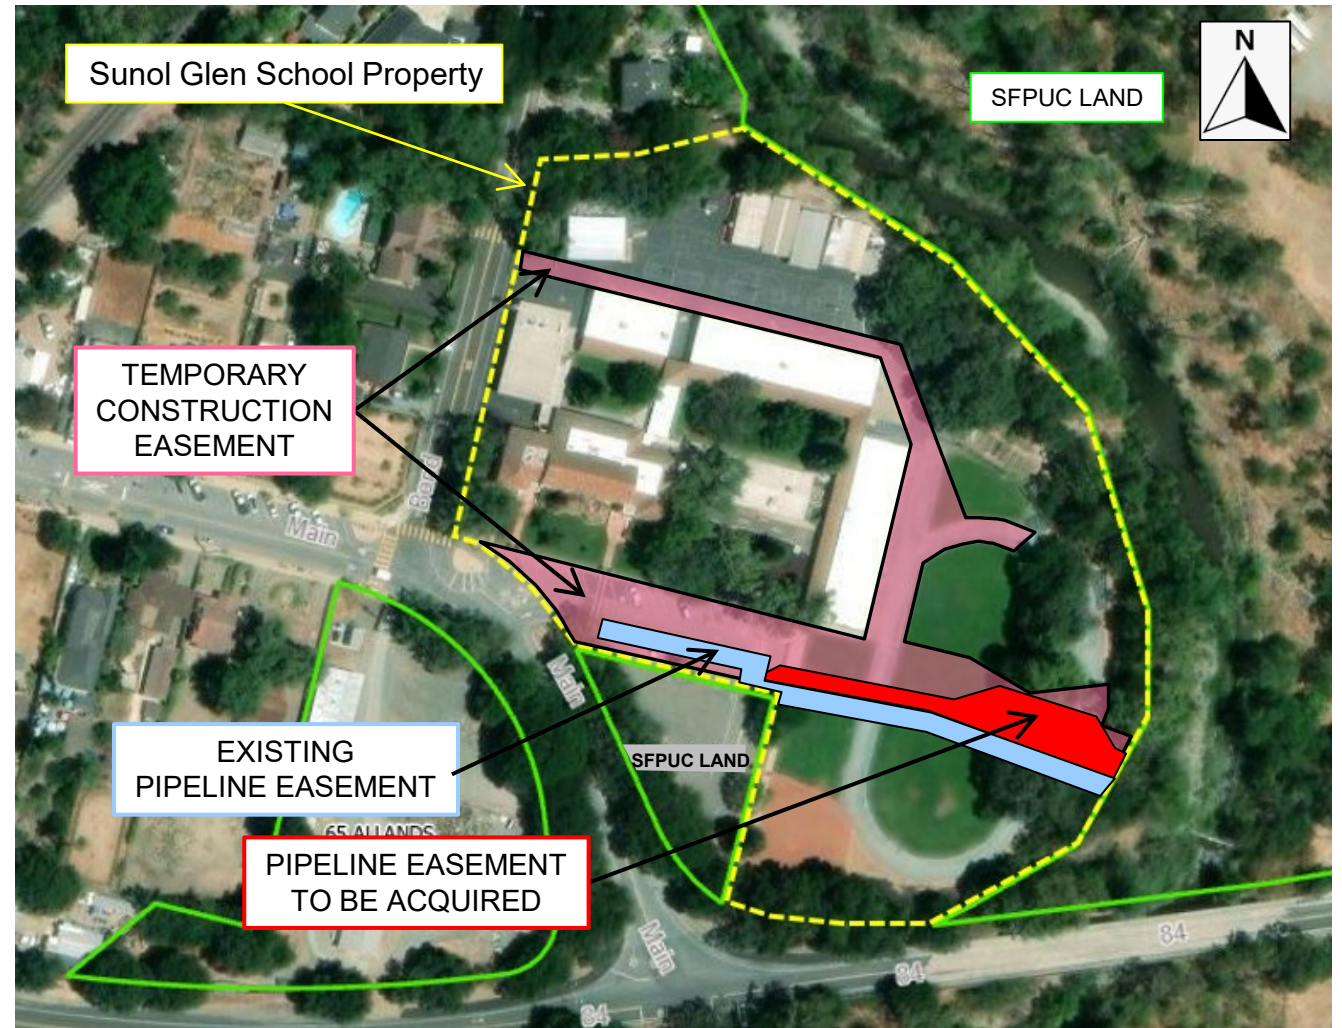 Sunol Glen School Property
SFPUC LAND
N
TEMPORARY
CONSTRUCTION
EASEMENT
Bond
Main
Main
EXISTING
PIPELINE EASEMENT
SFPUC LAND
65 ALLANDS
PIPELINE EASEMENT
TO BE ACQUIRED
Main
84
84
84